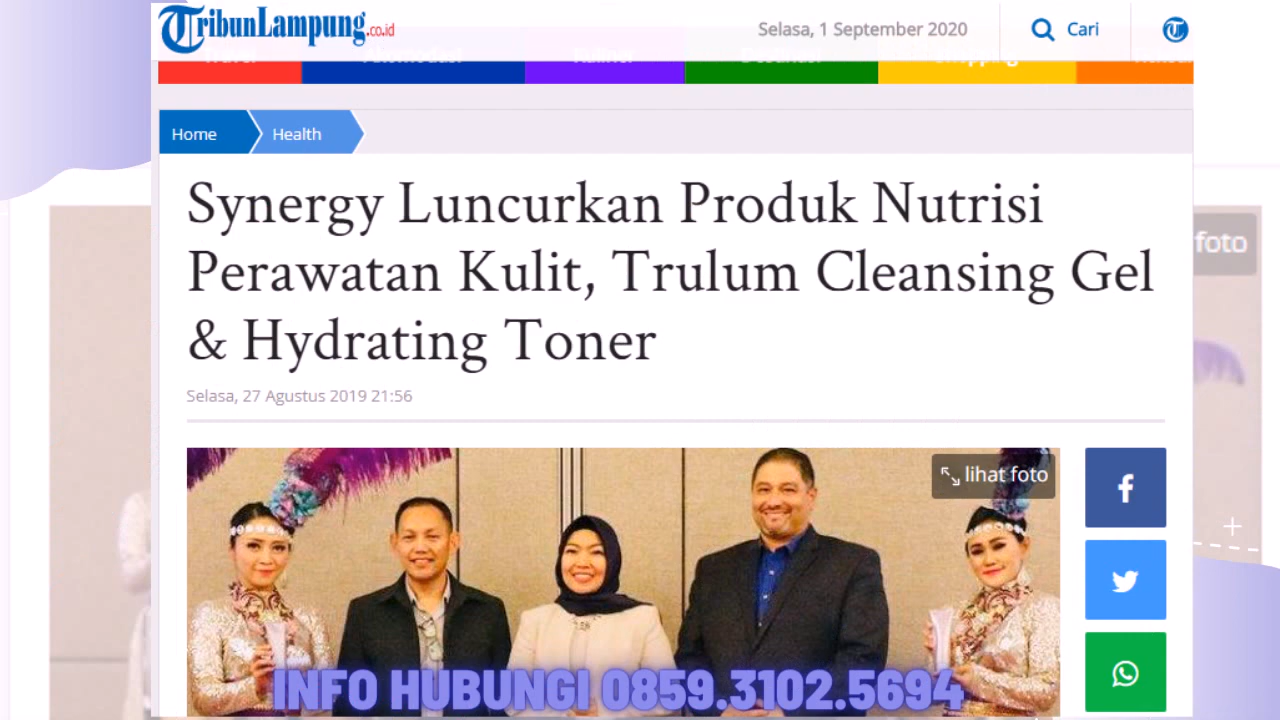 TribunLampung.co.id
Selasa, 1 September 2020
Cari
Home
Health
Synergy Luncurkan Produk Nutrisi
Perawatan Kulit, Trulum Cleansing Gel
& Hydrating Toner
Selasa, 27 Agustus 2019 21:56
lihat foto
foto
INFO HUBUNGI 0859.3102.5694